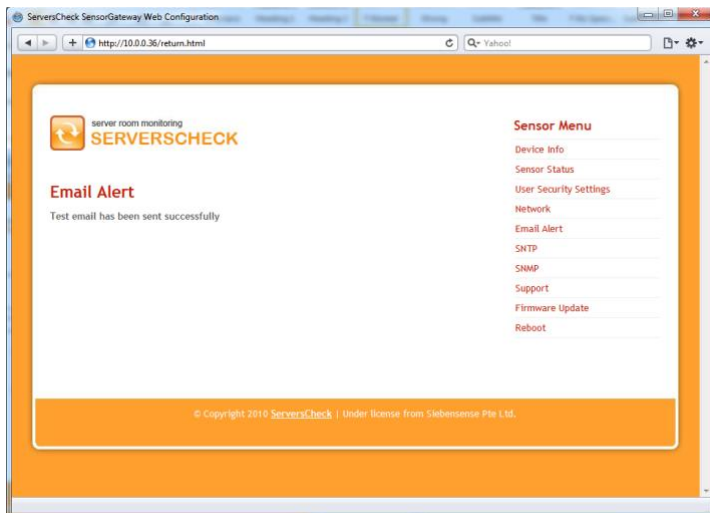 ServersCheck SensorGateway Web Configuration
http://10.0.0.36/return.html
Yahoo!
server room monitoring
SERVERSCHECK
Email Alert
Test email has been sent successfully
Sensor Menu
Device Info
Sensor Status
User Security Settings
Network
Email Alert
SNTP
SNMP
Support
Firmware Update
Reboot
© Copyright 2010 ServersCheck | Under license from Siebensense Pte Ltd.